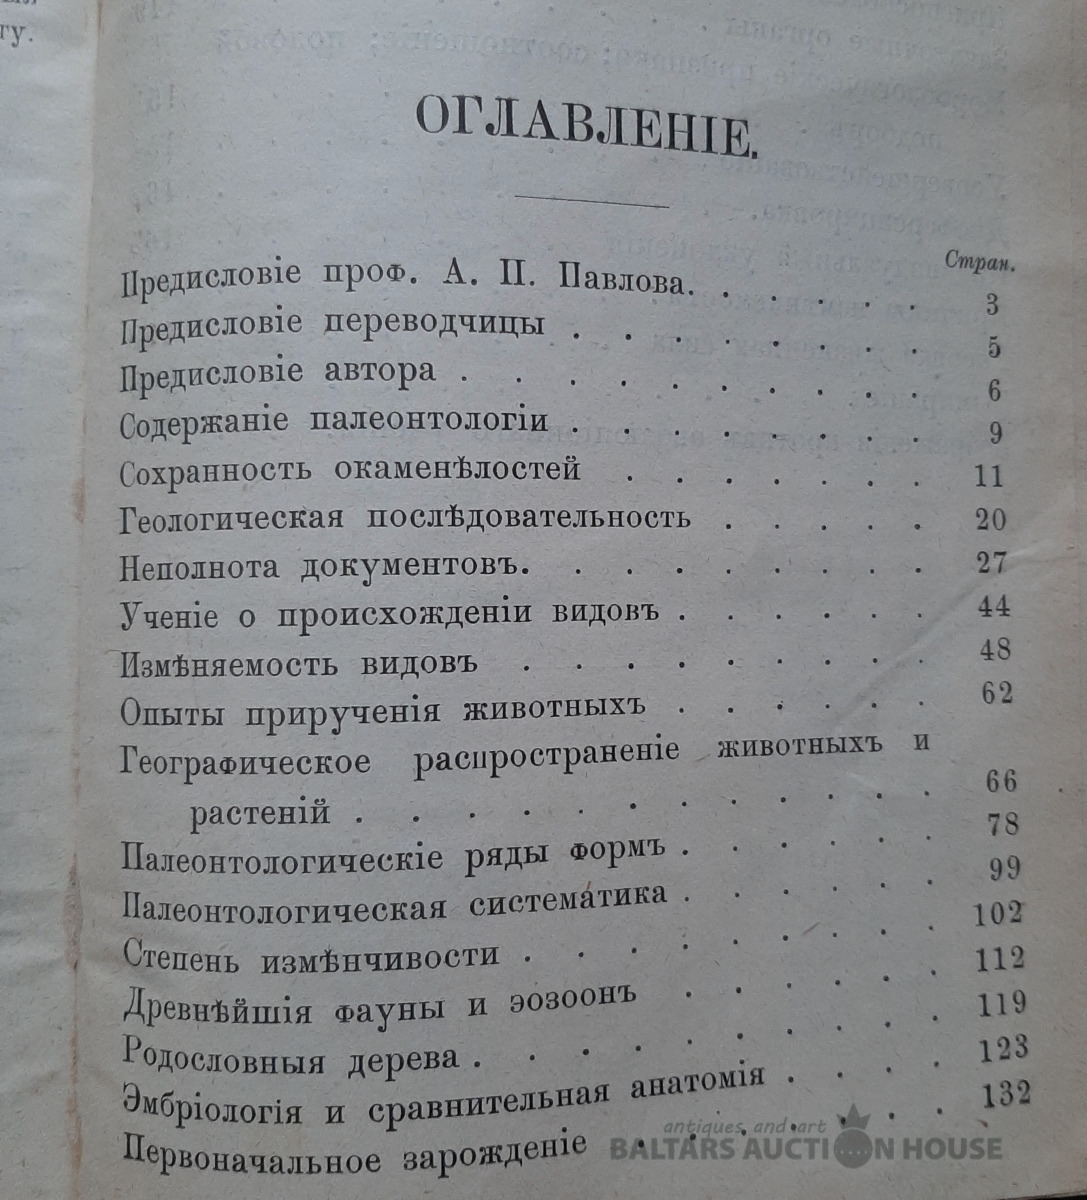 ту.
ОГЛАВЛЕНІЕ.
Стран.
Предисловіе проф. А. П. Павлова. . . . . . 3
Предисловіе переводчицы . . . . . . . 5
Предисловіе автора . . . . . . . . . 6
Содержаніе палеонтологіи . . . . . . . 9
Сохранность окаменѣлостей . . . . . . 11
Геологическая послѣдовательность . . . . . 20
Неполнота документовъ. . . . . . . . . 27
Ученіе о происхожденіи видовъ . . . . . . 44
Измѣняемость видовъ . . . . . . . . 48
Опыты прирученія животныхъ . . . . . . 62
Географическое распространеніе животныхъ и
растеній . . . . . . . . . . . 66
Палеонтологическіе ряды формъ . . . . . . 78
Палеонтологическая систематика . . . . . . 99
Степень измѣнчивости . . . . . . . . . 102
Древнѣйшія фауны и эозоонъ . . . . . . 112
Родословныя дерева . . . . . . . . . . 119
Эмбріологія и сравнительная анатомія . . . . 123
Первоначальное зарожденіе . . . . . . . 132
antiques, and art
BALTARS AUCTION HOUSE